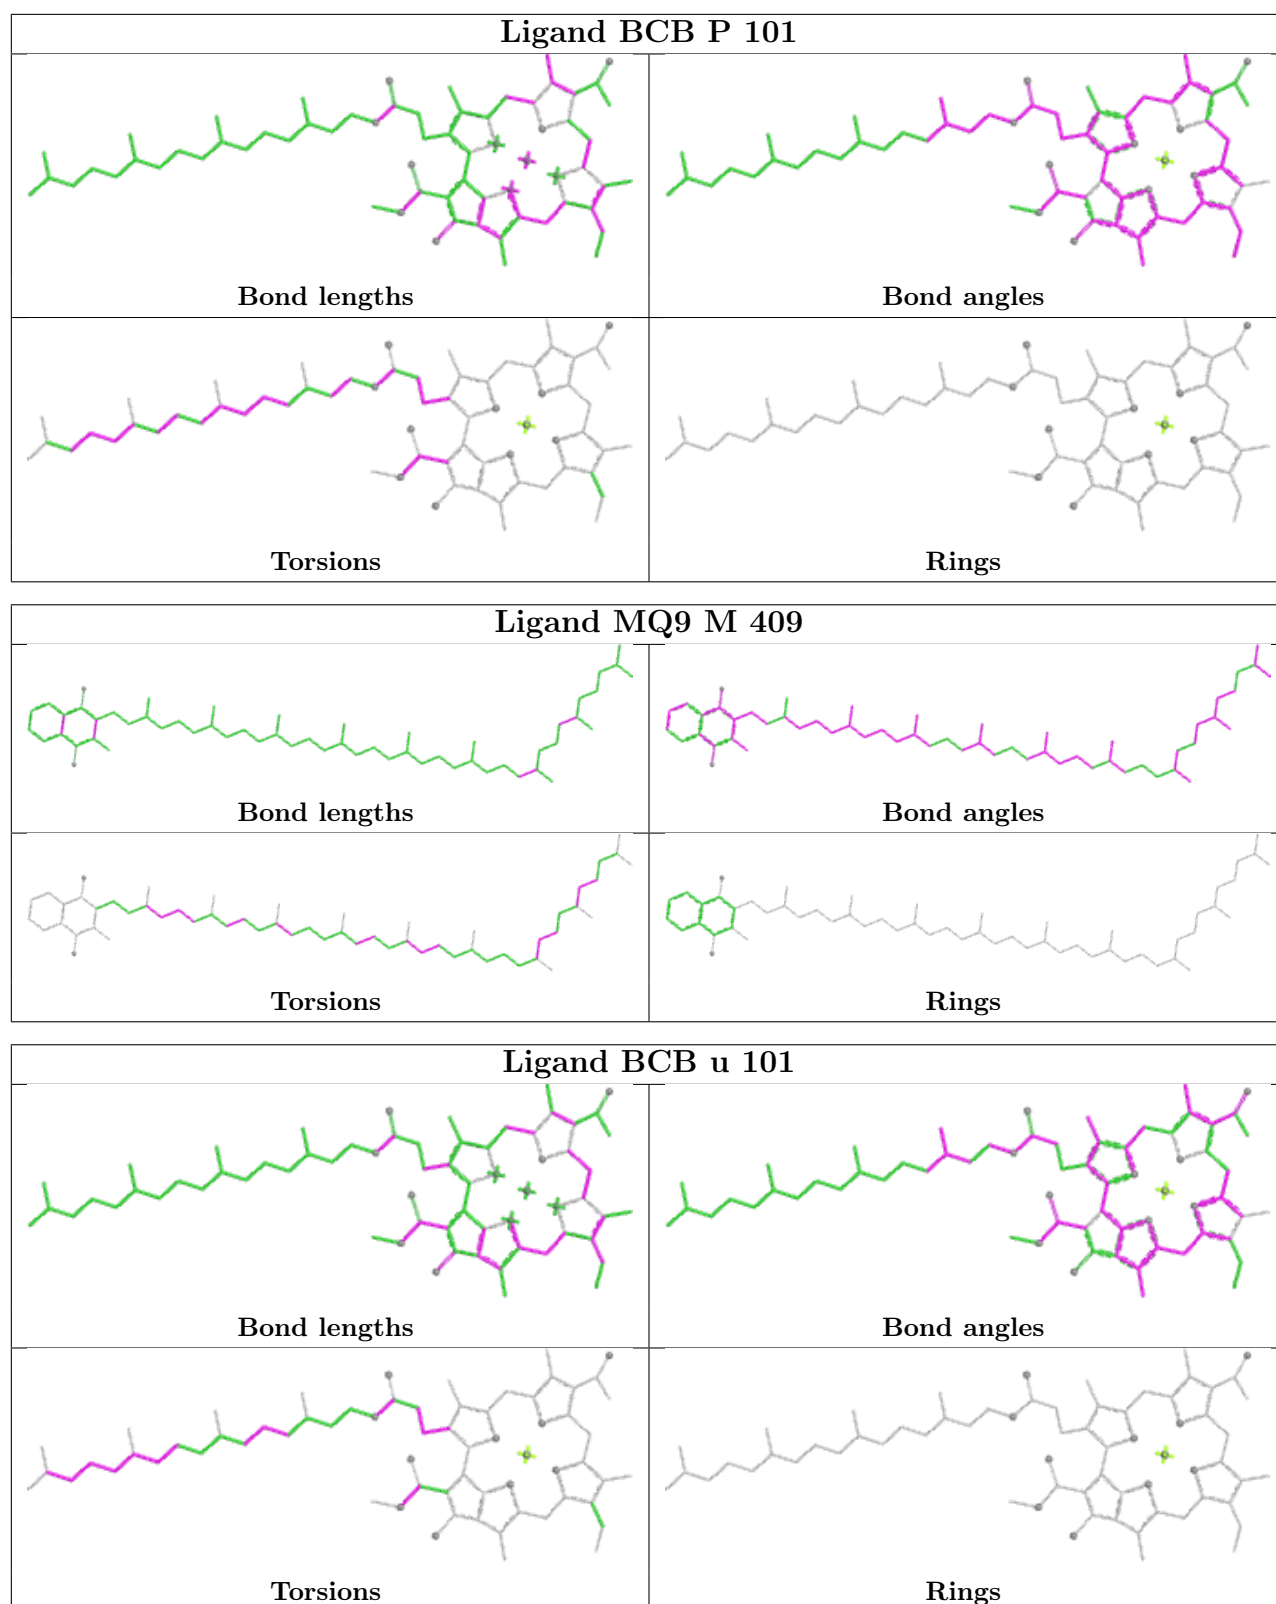 Ligand BCB P 101
Bond lengths
Bond angles
Torsions
Rings
Ligand MQ9 M 409
Bond lengths
Bond angles
Torsions
Rings
Ligand BCB u 101
Bond lengths
Bond angles
Torsions
Rings